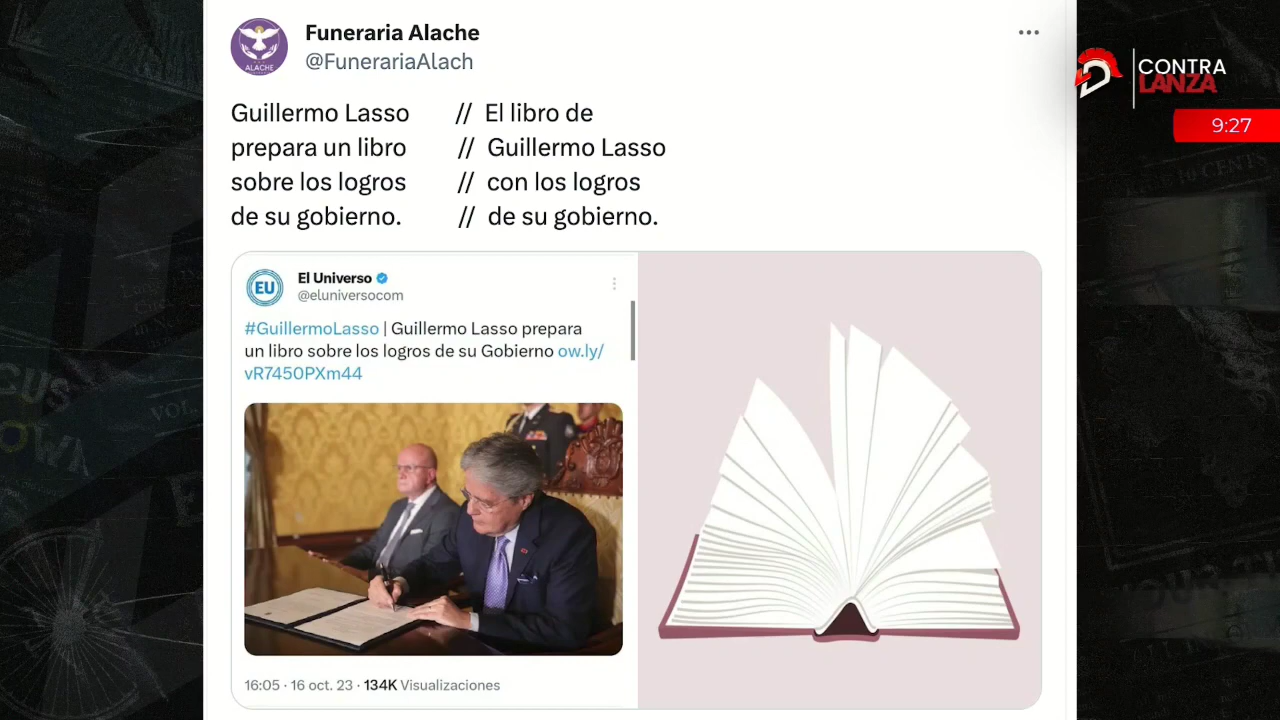 Funeraria Alache
@FunerariaAlach
Guillermo Lasso // El libro de
prepara un libro // Guillermo Lasso
sobre los logros // con los logros
de su gobierno. // de su gobierno.
El Universo
@eluniversocom
#GuillermoLasso | Guillermo Lasso prepara
un libro sobre los logros de su Gobierno ow.ly/
vR7450PXm44
16:05 · 16 oct. 23 · 134K Visualizaciones
EU
ALACHE
CONTRA
LANZA
9:27